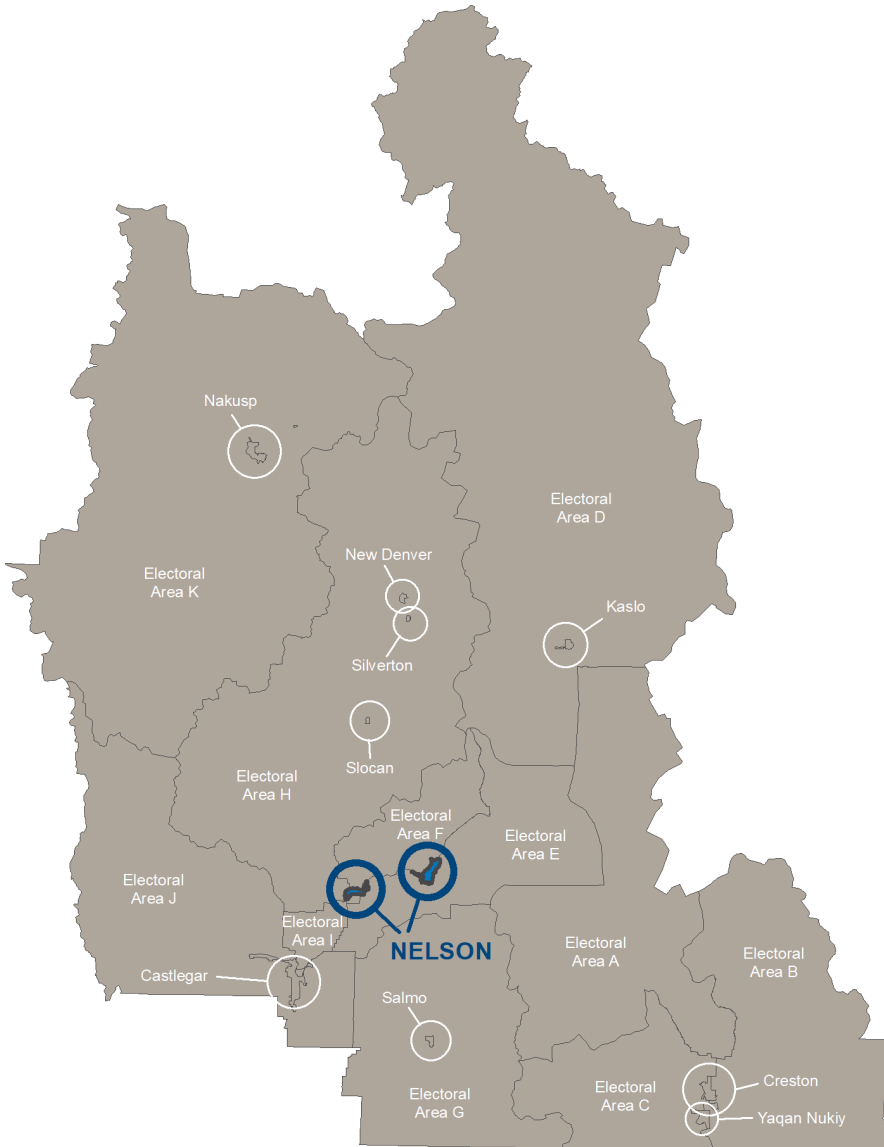 Nakusp
Electoral
Area D
New Denver
Electoral
Area K
Kaslo
Silverton
Slocan
Electoral
Area H
Electoral
Area F
Electoral
Area E
Electoral
Area J
Electoral
Area I
NELSON
Electoral
Area A
Electoral
Area B
Castlegar
Salmo
Electoral
Area G
Electoral
Area C
Creston
Yaqan Nukiy